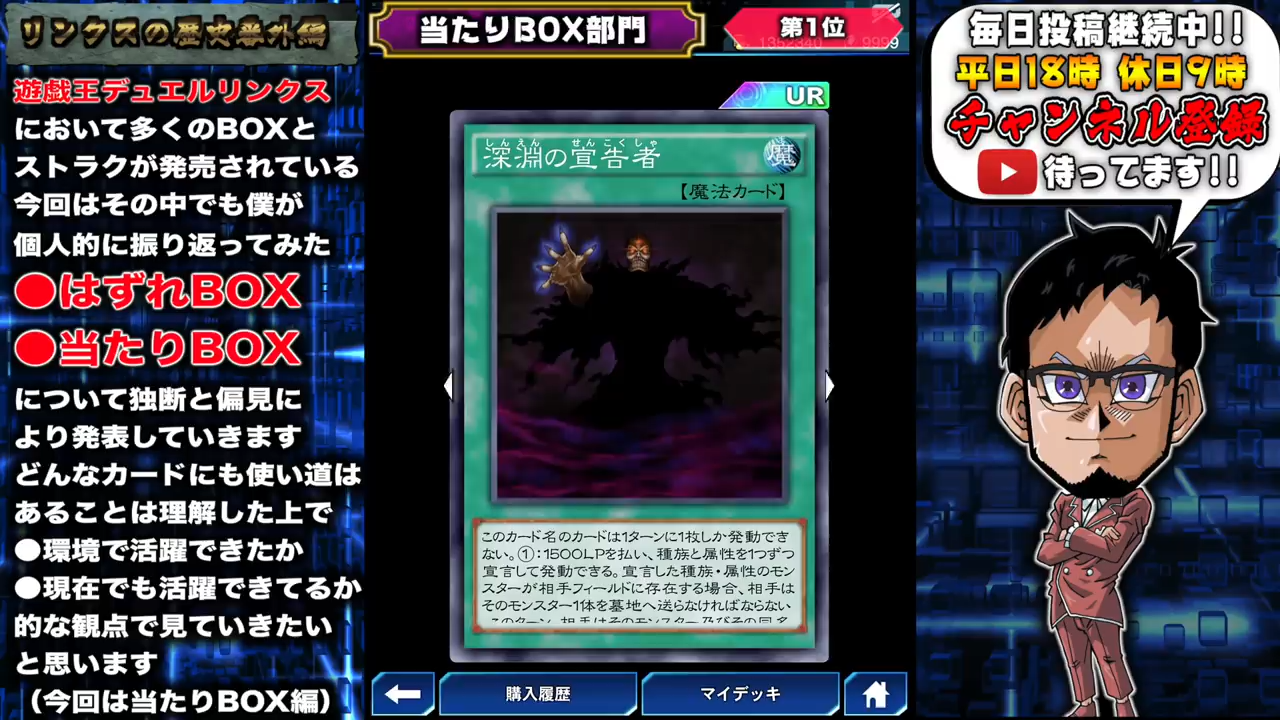 リンクスの歴史番外編
遊戯王デュエルリンクス
において多くのBOXと
ストラクが発売されている
今回はその中でも僕が
個人的に振り返ってみた
●はずれBOX
●当たりBOX
について独断と偏見に
より発表していきます
どんなカードにも使い道は
あることは理解した上で
●環境で活躍できたか
●現在でも活躍できてるか
的な観点で見ていきたい
と思います
（今回は当たりBOX編）
当たりBOX部門
第1位
UR
しんえん せんこくしゃ
深淵の宣告者
魔
【魔法カード】
このカード名のカードは1ターンに1枚しか発動でき
ない。①：1500LPを払い、種族と属性を1つずつ
宣言して発動できる。宣言した種族・属性のモン
スターが相手フィールドに存在する場合、相手は
そのモンスター1体を墓地へ送らなければならない
購入履歴
マイデッキ
毎日投稿継続中!!
平日18時 休日9時
チャンネル登録
待ってます!!